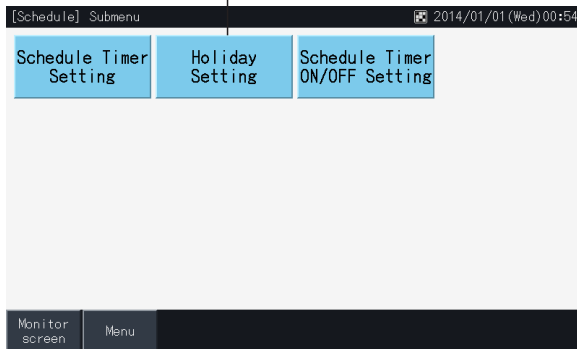 [Schedule] Submenu 2014/01/01(Wed)00:54
Schedule Timer
Setting
Holiday
Setting
Schedule Timer
ON/OFF Setting
Monitor
screen
Menu